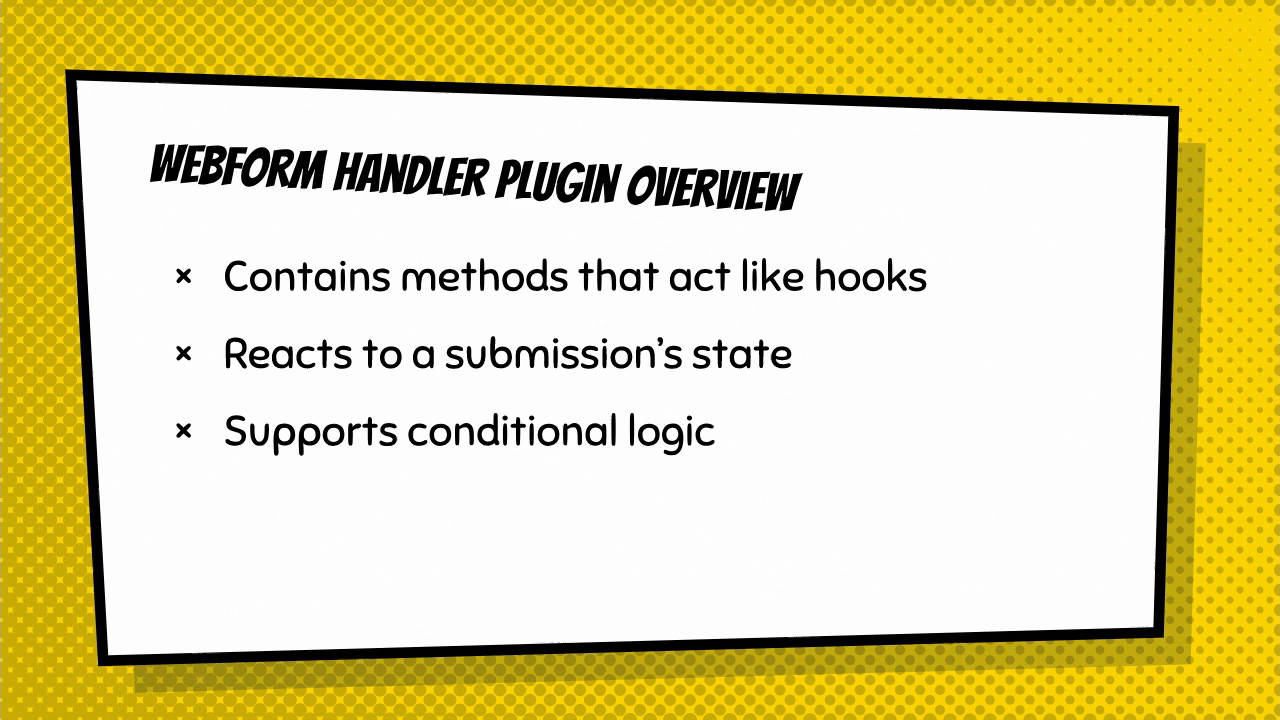 WEBFORM HANDLER PLUGIN OVERVIEW
× Contains methods that act like hooks
× Reacts to a submission’s state
× Supports conditional logic